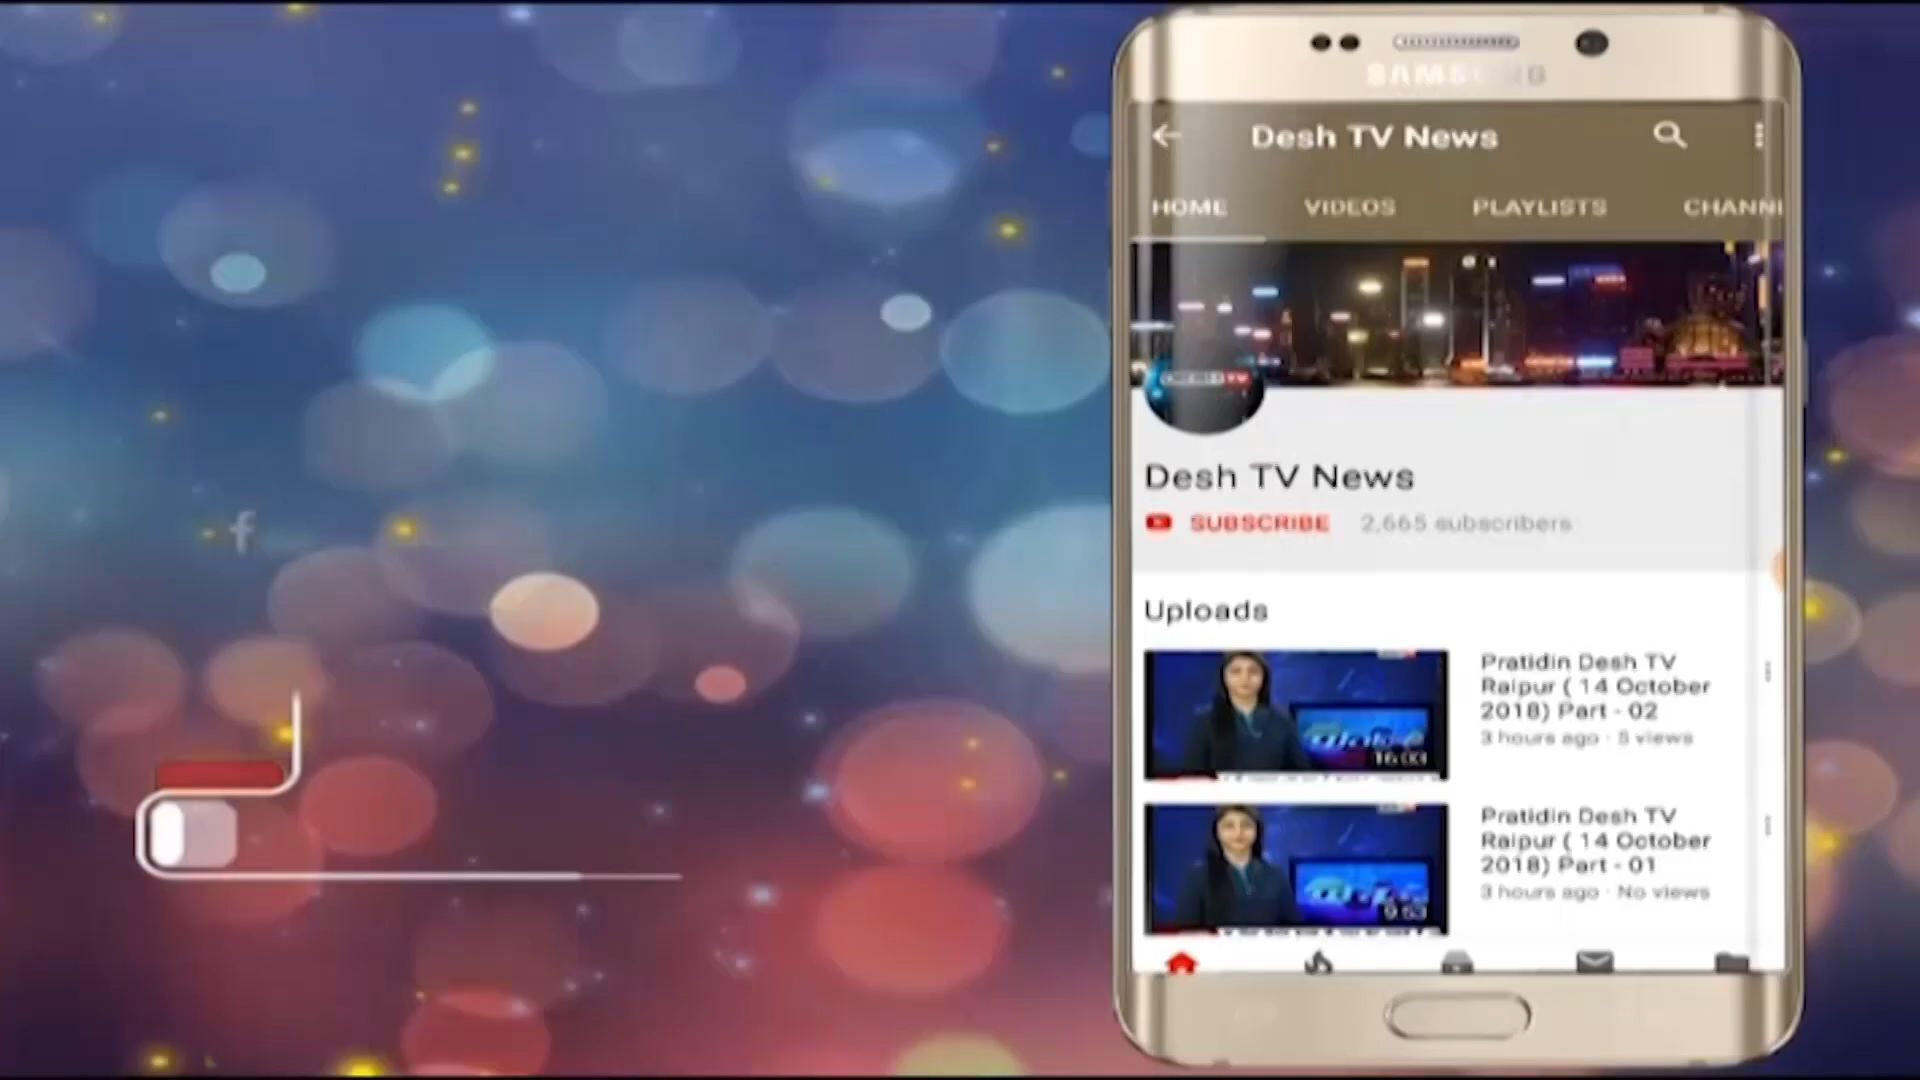 SAMSUNG
Desh TV News
HOME VIDEOS PLAYLISTS CHANN
Desh TV News
SUBSCRIBE 2,665 subscribers
Uploads
Pratidin Desh TV
Raipur ( 14 October
2018) Part - 02
3 hours ago · 5 views
16:03
Pratidin Desh TV
Raipur ( 14 October
2018) Part - 01
3 hours ago · No views
9:53
f